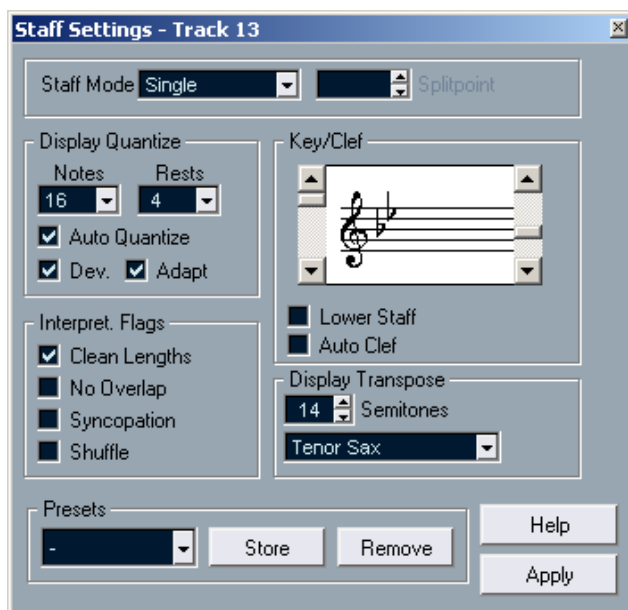 Staff Settings - Track 13
Staff Mode Single Splitpoint
Display Quantize
Notes Rests
16 4
Auto Quantize
Dev. Adapt
Key/Clef
Lower Staff
Auto Clef
Interpret. Flags
Clean Lengths
No Overlap
Syncopation
Shuffle
Display Transpose
14 Semitones
Tenor Sax
Presets
- Store Remove
Help
Apply